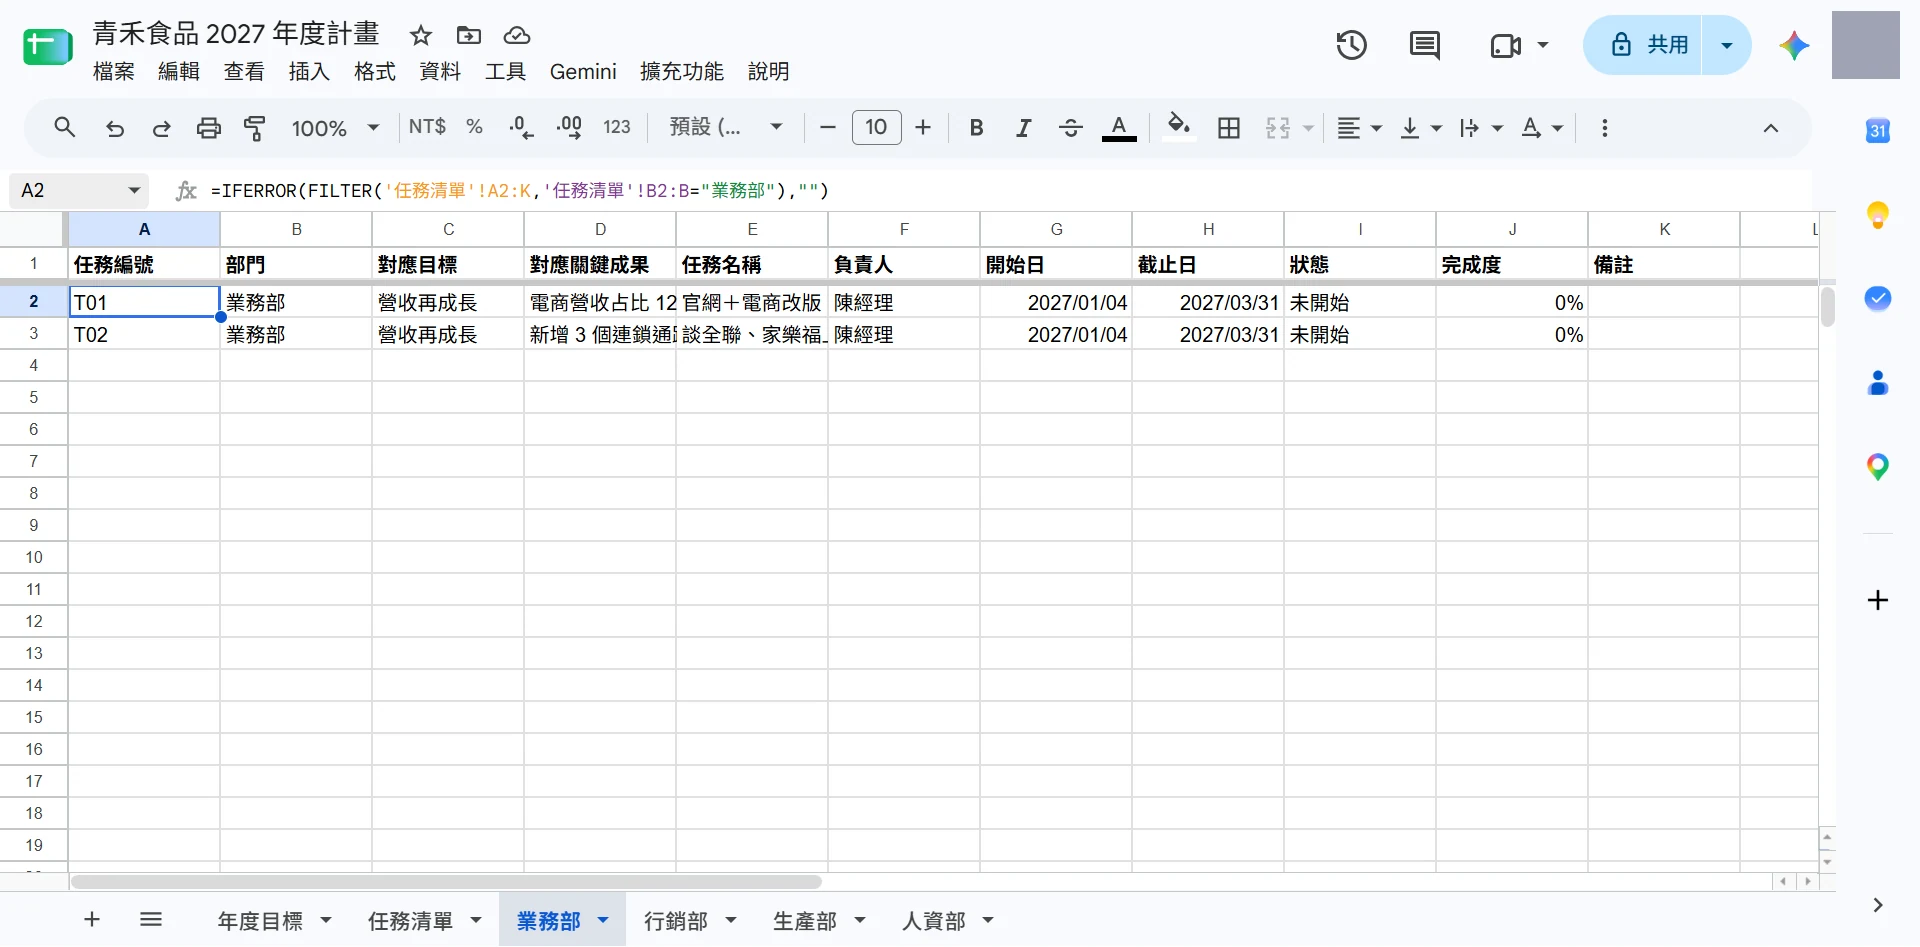 青禾食品 2027 年度計畫
檔案 編輯 查看 插入 格式 資料 工具 Gemini 擴充功能 說明
共用
100% NT$ % .0 .00 123 預設 (... 10 B I A A
31
A2 fx =IFERROR(FILTER('任務清單'!A2:K,'任務清單'!B2:B="業務部"),"")
A B C D E F G H I J K L
1 任務編號 部門 對應目標 對應關鍵成果 任務名稱 負責人 開始日 截止日 狀態 完成度 備註
2 T01 業務部 營收再成長 電商營收占比 12 官網＋電商改版 陳經理 2027/01/04 2027/03/31 未開始 0%
3 T02 業務部 營收再成長 新增 3 個連鎖通 談全聯、家樂福 陳經理 2027/01/04 2027/03/31 未開始 0%
4
5
6
7
8
9
10
11
12
13
14
15
16
17
18
19
年度目標 任務清單 業務部 行銷部 生產部 人資部